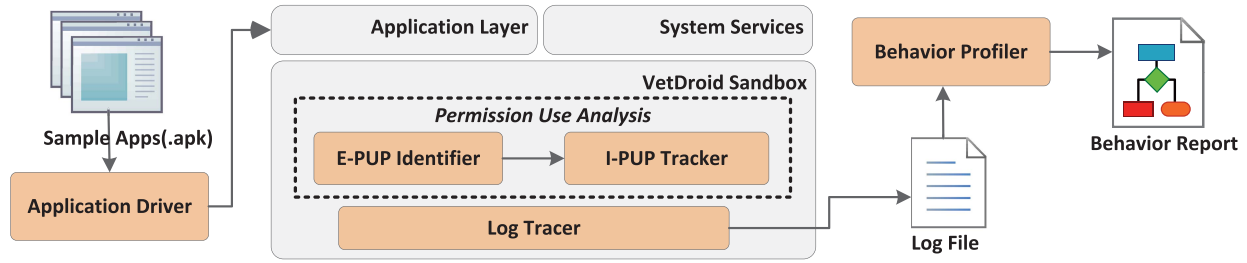 Sample Apps(.apk)
Application Driver
Application Layer
System Services
VetDroid Sandbox
Permission Use Analysis
E-PUP Identifier
I-PUP Tracker
Log Tracer
Log File
Behavior Profiler
Behavior Report